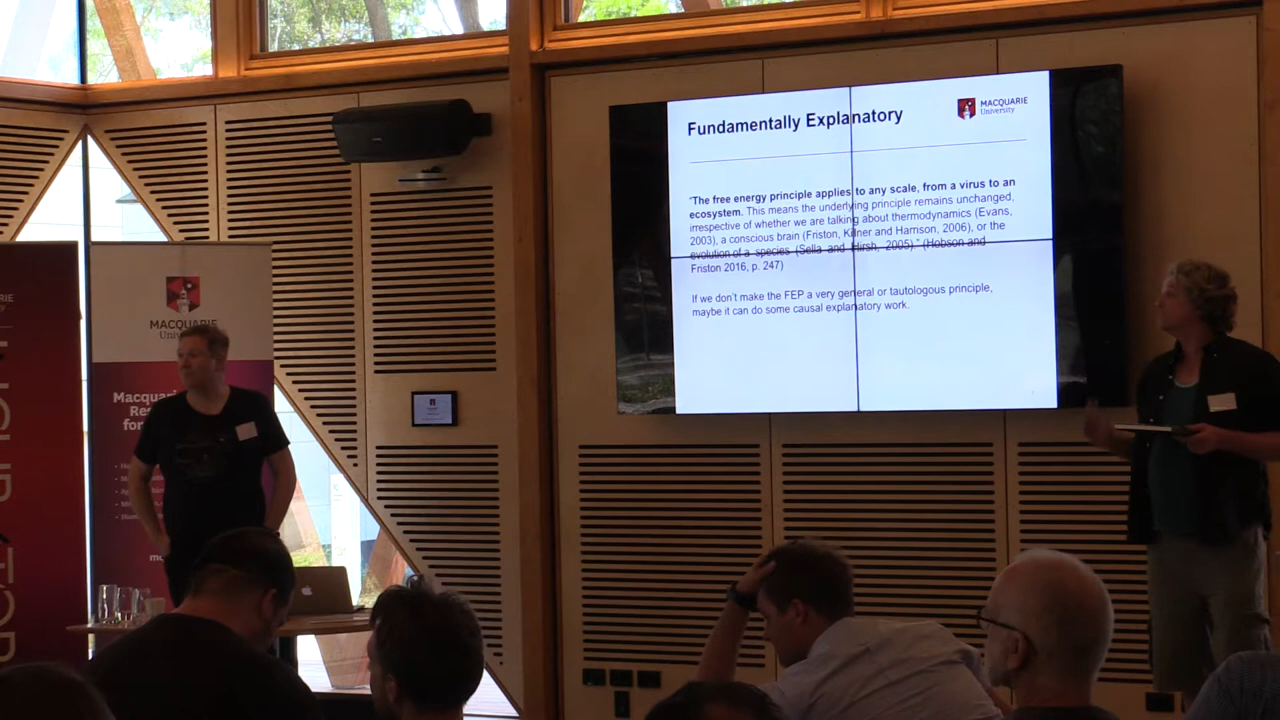 Fundamentally Explanatory
MACQUARIE
University
“The free energy principle applies to any scale, from a virus to an
ecosystem. This means the underlying principle remains unchanged,
irrespective of whether we are talking about thermodynamics (Evans,
2003), a conscious brain (Friston, Kilner and Harrison, 2006), or the
evolution of a species (Sella and Hirsh, 2005).” (Hobson and
Friston 2016, p. 247)
If we don't make the FEP a very general or tautologous principle,
maybe it can do some causal explanatory work.
MACQUARIE